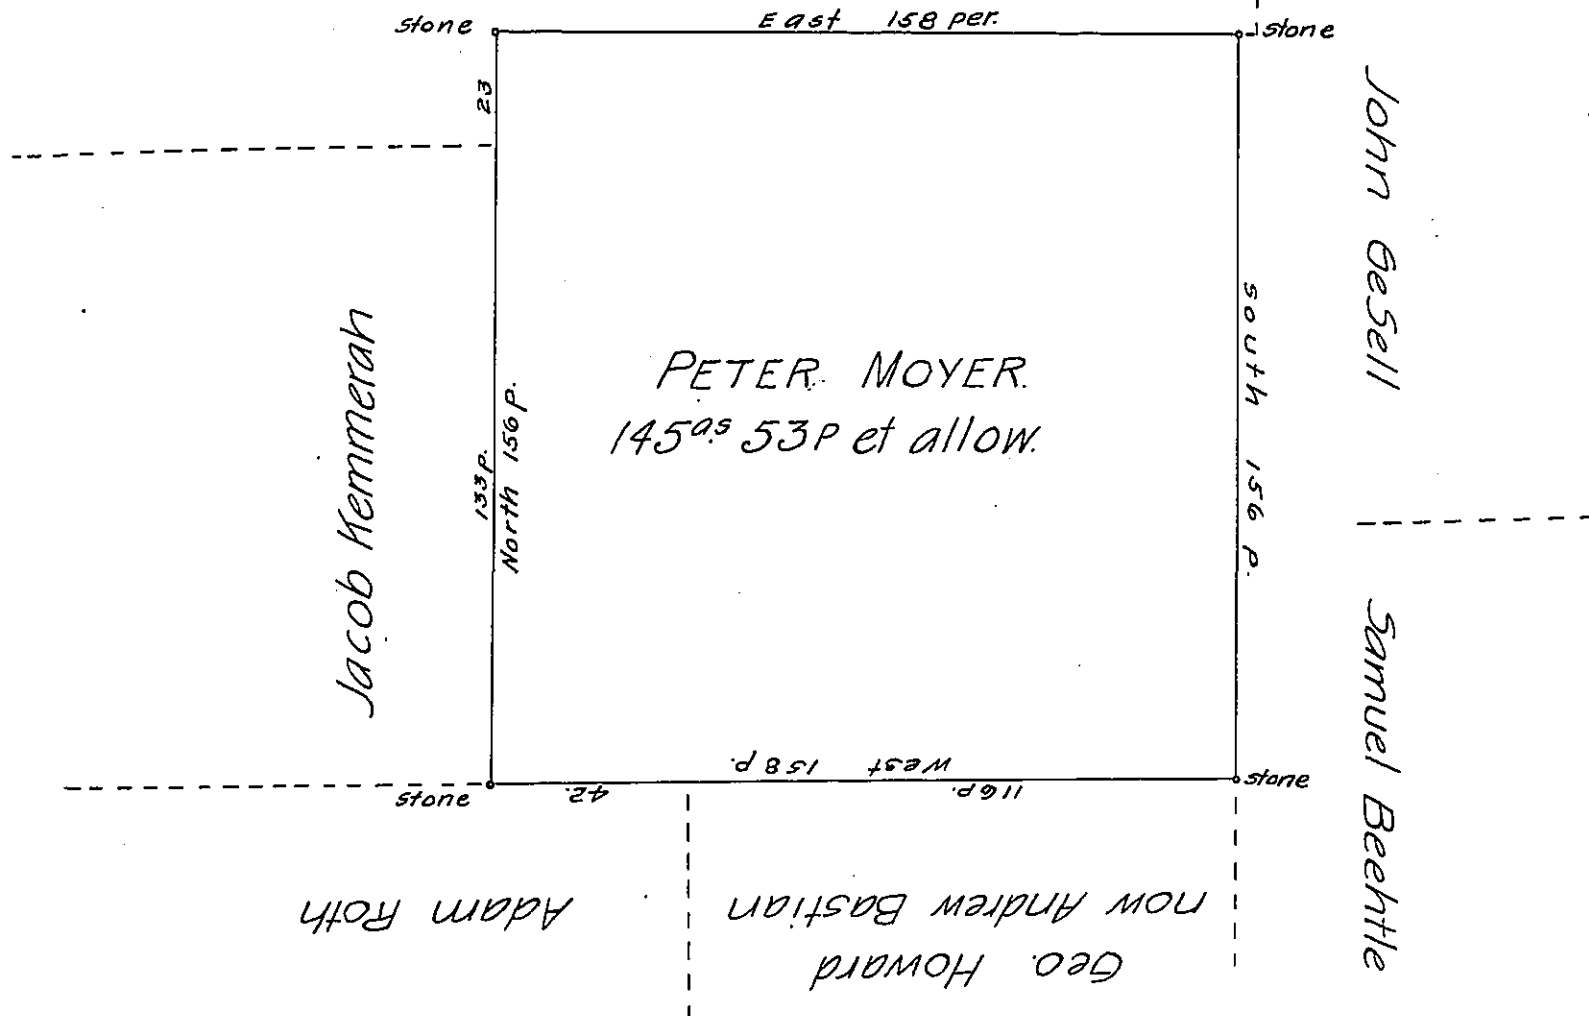 stone
East 158 per.
stone
23
John GeSell
Jacob Kemmerah
133p.
North 156p.
PETER MOYER.
145as 53P et allow.
South 156 p.
Samuel Beehtle
West 158p.
stone
42.
116p.
stone
Adam Roth
Geo. Howard
now Andrew Bastian